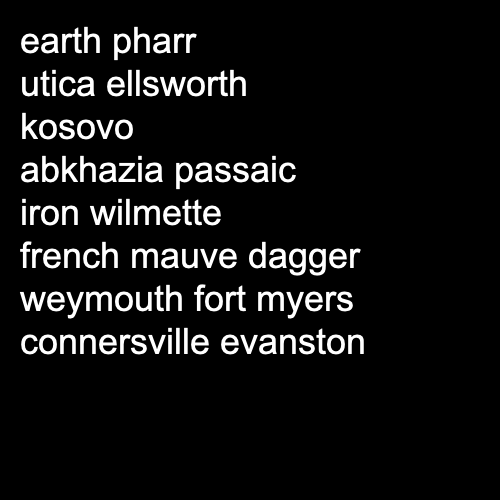 earth pharr
utica ellsworth
kosovo
abkhazia passaic
iron wilmette
french mauve dagger
weymouth fort myers
connersville evanston